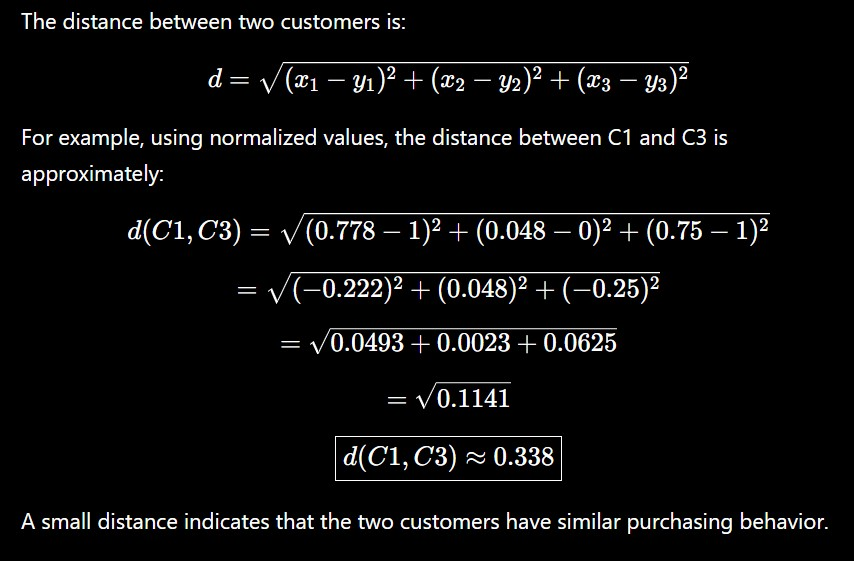 The distance between two customers is:
d = √(x₁ − y₁)² + (x₂ − y₂)² + (x₃ − y₃)²
For example, using normalized values, the distance between C1 and C3 is
approximately:
d(C1, C3) = √(0.778 − 1)² + (0.048 − 0)² + (0.75 − 1)²
= √(−0.222)² + (0.048)² + (−0.25)²
= √0.0493 + 0.0023 + 0.0625
= √0.1141
d(C1, C3) ≈ 0.338
A small distance indicates that the two customers have similar purchasing behavior.